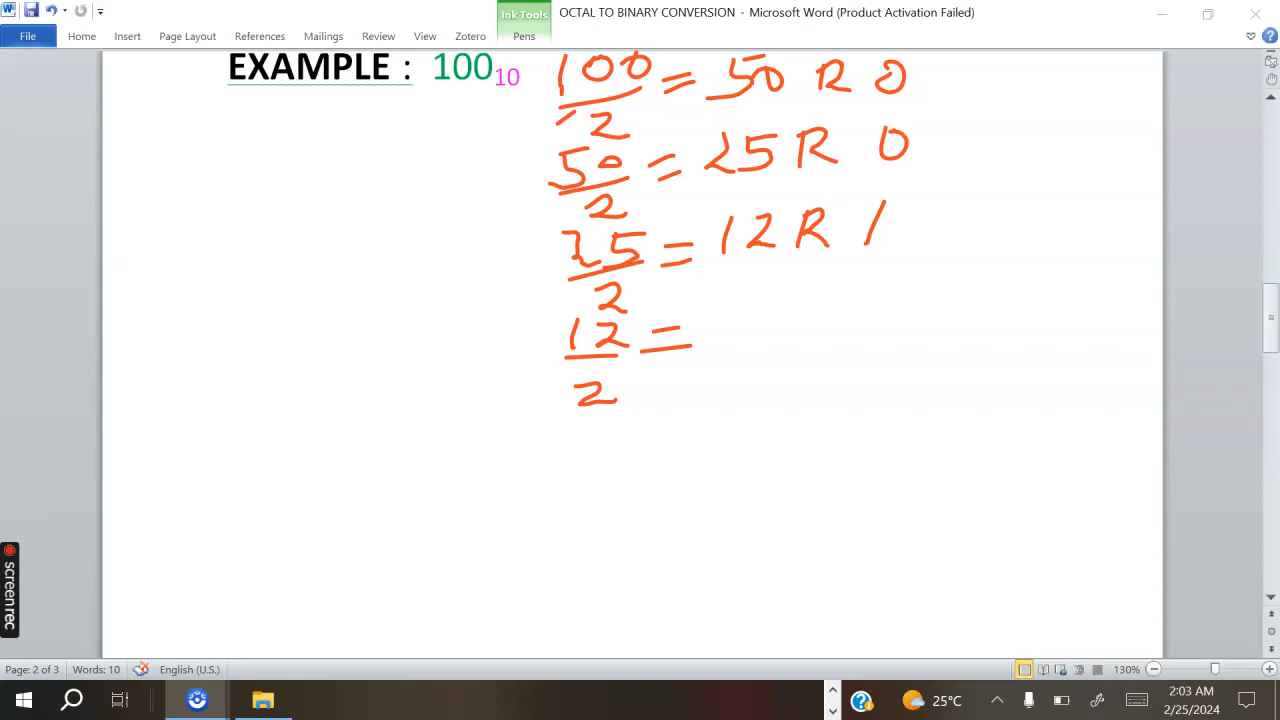 Ink Tools
OCTAL TO BINARY CONVERSION - Microsoft Word (Product Activation Failed)
File Home Insert Page Layout References Mailings Review View Zotero Pens
EXAMPLE : 100₁₀
100/2 = 50 R 0
50/2 = 25 R 0
25/2 = 12 R 1
12/2 =
screen rec
Page: 2 of 3 Words: 10 English (U.S.) 130%
25°C 2:03 AM
2/25/2024